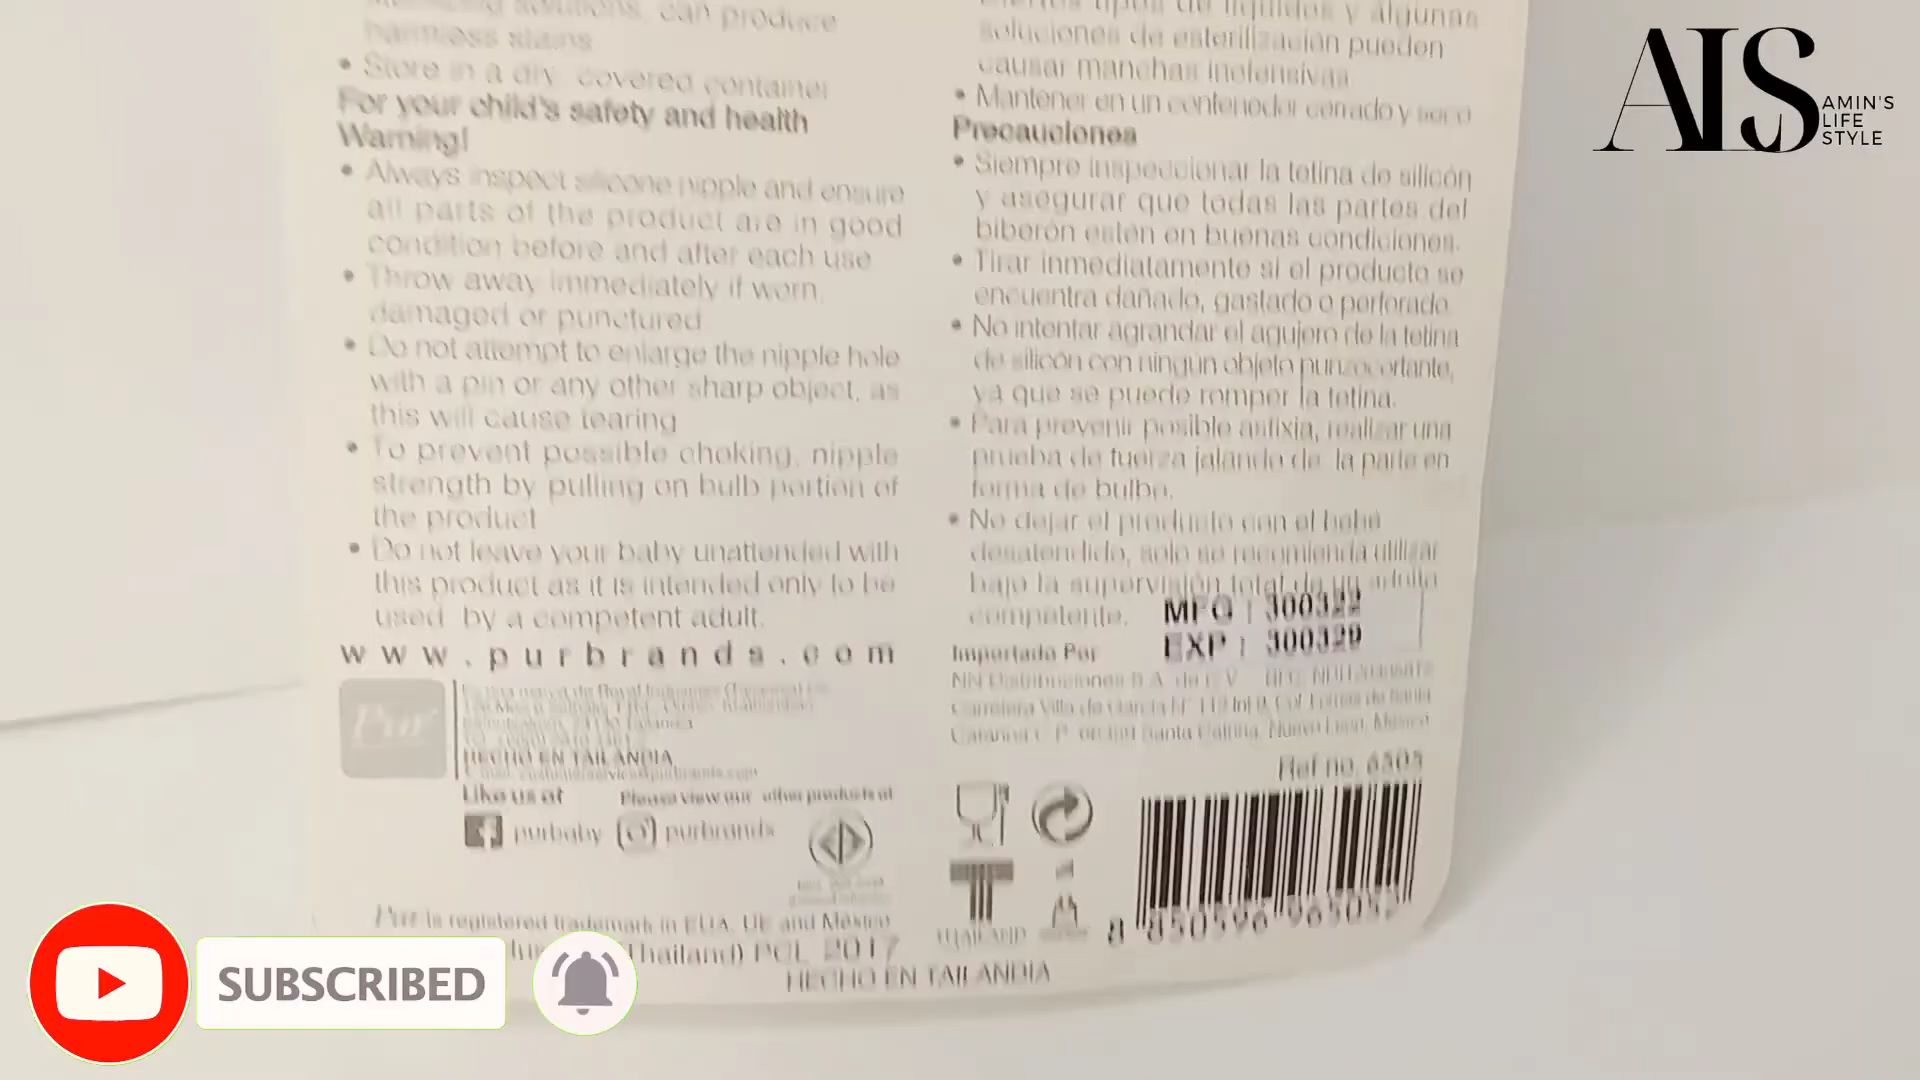 solutions, can produce
harmless stains
• Store in a dry, covered container
For your child's safety and health
Warning!
• Always inspect silicone nipple and ensure
all parts of the product are in good
condition before and after each use
• Throw away immediately if worn,
damaged or punctured
• Do not attempt to enlarge the nipple hole
with a pin or any other sharp object, as
this will cause tearing
• To prevent possible choking, nipple
strength by pulling on bulb portion of
the product
• Do not leave your baby unattended with
this product as it is intended only to be
used by a competent adult.
www.purbrands.com
Pur
HECHO EN TAILANDIA
Like us at
purbaby
Please view our other products at
purbrands
Pur is registered trademark in EUA, UE and Mexico
(Thailand) PCL 2017
HECHO EN TAILANDIA
tipos de líquidos y algunas
soluciones de esterilización pueden
causar manchas inofensivas
• Mantener en un contenedor cerrado y seco
Precauciones
• Siempre inspeccionar la tetina de silicón
y asegurar que todas las partes del
biberón estén en buenas condiciones.
• Tirar inmediatamente si el producto se
encuentra dañado, gastado o perforado.
• No intentar agrandar el agujero de la tetina
de silicón con ningún objeto punzocortante,
ya que se puede romper la tetina.
• Para prevenir posible asfixia, realizar una
prueba de fuerza jalando de la parte en
forma de bulbo.
• No dejar el producto con el bebé
desatendido, solo se recomienda utilizar
bajo la supervisión total de un adulto
competente.
MFG : 300322
EXP : 300329
Importado Por
Ref no. 6505
THAILAND
AIS
AMIN'S
LIFE
STYLE
SUBSCRIBED